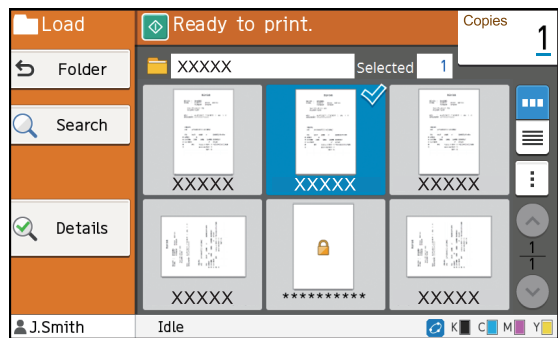 Load
Ready to print.
Copies
1
Folder
XXXXX
Selected 1
Search
XXXXX
XXXXX
XXXXX
Details
1
1
XXXXX
**********
XXXXX
J.Smith
Idle
K C M Y